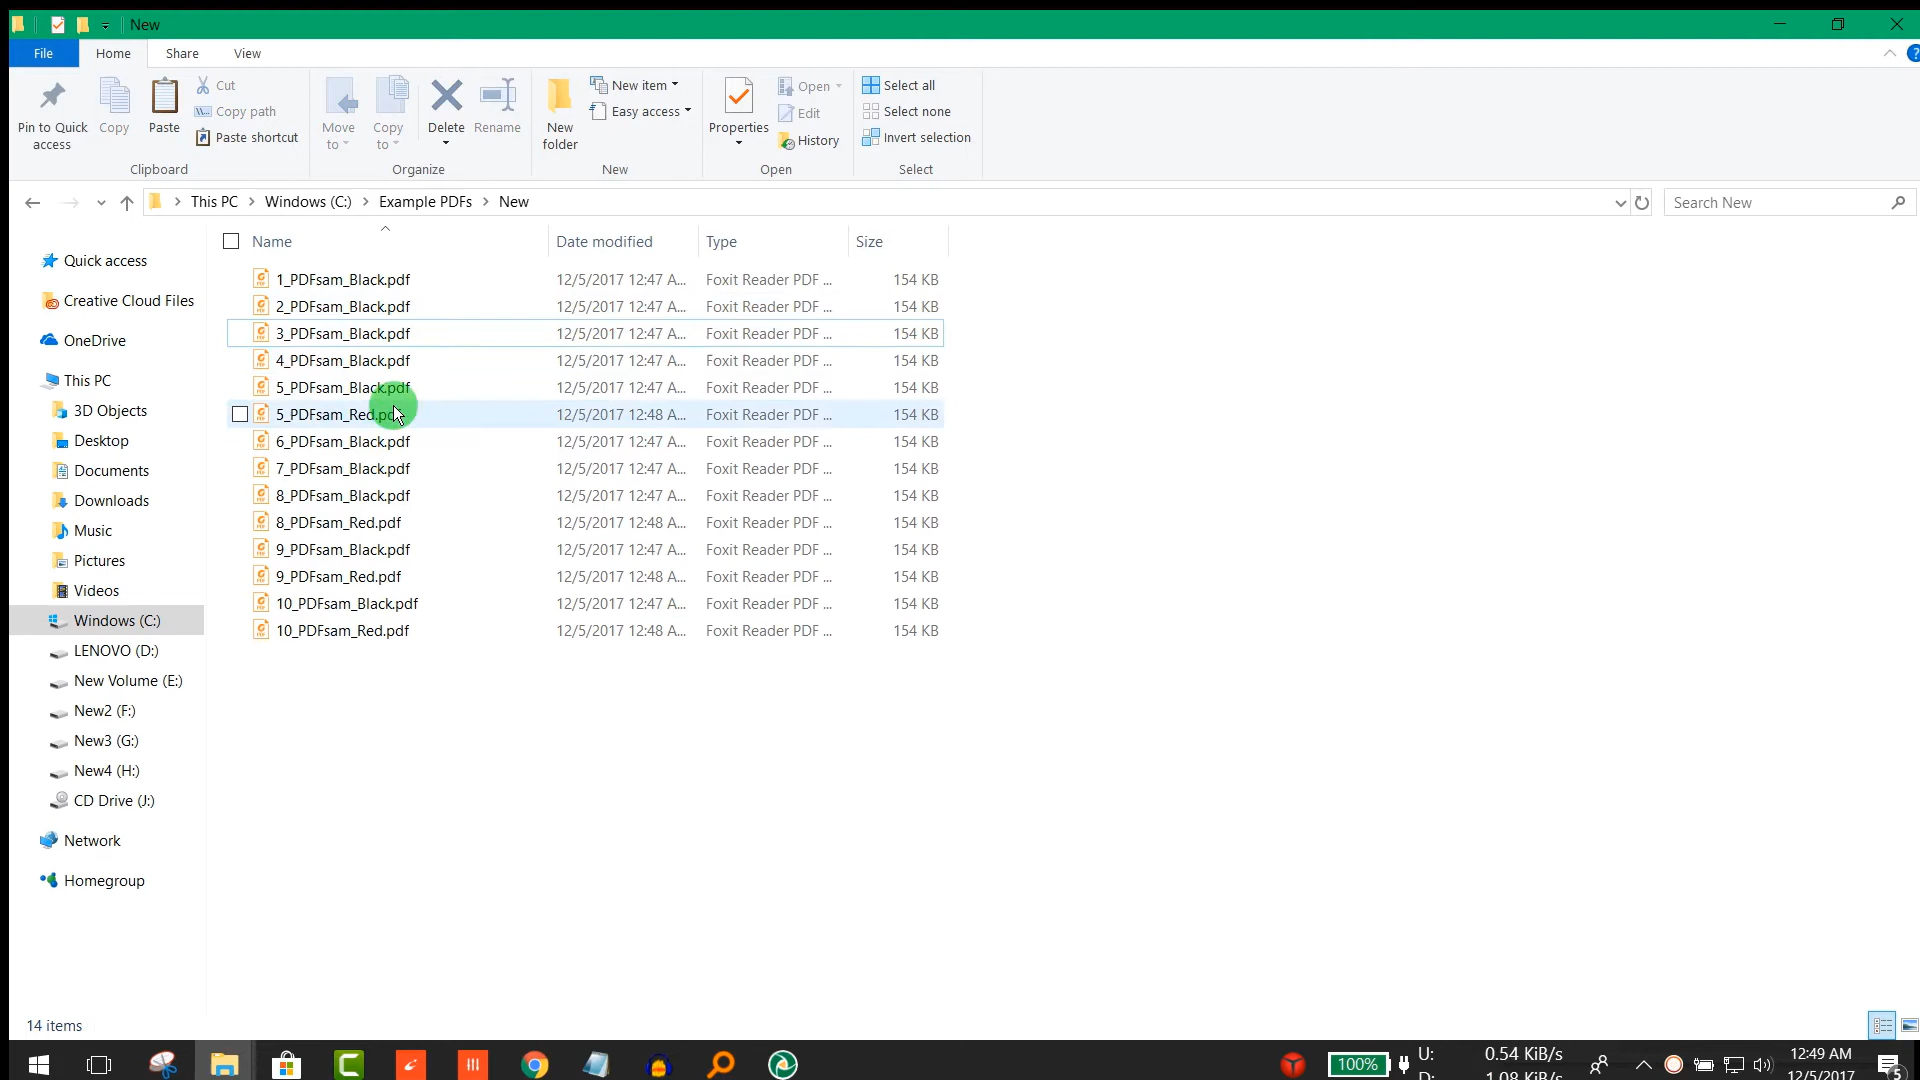 New
File Home Share View
Pin to Quick access
Copy
Paste
Cut
Copy path
Paste shortcut
Clipboard
Move to
Copy to
Delete
Rename
Organize
New folder
New item
Easy access
New
Properties
Open
Edit
History
Open
Select all
Select none
Invert selection
Select
This PC Windows (C:) Example PDFs New
Search New
Quick access
Creative Cloud Files
OneDrive
This PC
3D Objects
Desktop
Documents
Downloads
Music
Pictures
Videos
Windows (C:)
LENOVO (D:)
New Volume (E:)
New2 (F:)
New3 (G:)
New4 (H:)
CD Drive (J:)
Network
Homegroup
Name Date modified Type Size
1_PDFsam_Black.pdf 12/5/2017 12:47 A... Foxit Reader PDF ... 154 KB
2_PDFsam_Black.pdf 12/5/2017 12:47 A... Foxit Reader PDF ... 154 KB
3_PDFsam_Black.pdf 12/5/2017 12:47 A... Foxit Reader PDF ... 154 KB
4_PDFsam_Black.pdf 12/5/2017 12:47 A... Foxit Reader PDF ... 154 KB
5_PDFsam_Black.pdf 12/5/2017 12:47 A... Foxit Reader PDF ... 154 KB
5_PDFsam_Red.pdf 12/5/2017 12:48 A... Foxit Reader PDF ... 154 KB
6_PDFsam_Black.pdf 12/5/2017 12:47 A... Foxit Reader PDF ... 154 KB
7_PDFsam_Black.pdf 12/5/2017 12:47 A... Foxit Reader PDF ... 154 KB
8_PDFsam_Black.pdf 12/5/2017 12:47 A... Foxit Reader PDF ... 154 KB
8_PDFsam_Red.pdf 12/5/2017 12:48 A... Foxit Reader PDF ... 154 KB
9_PDFsam_Black.pdf 12/5/2017 12:47 A... Foxit Reader PDF ... 154 KB
9_PDFsam_Red.pdf 12/5/2017 12:48 A... Foxit Reader PDF ... 154 KB
10_PDFsam_Black.pdf 12/5/2017 12:47 A... Foxit Reader PDF ... 154 KB
10_PDFsam_Red.pdf 12/5/2017 12:48 A... Foxit Reader PDF ... 154 KB
14 items
100%
U: 0.54 KiB/s
D: 1.08 KiB/s
12:49 AM
12/5/2017
5